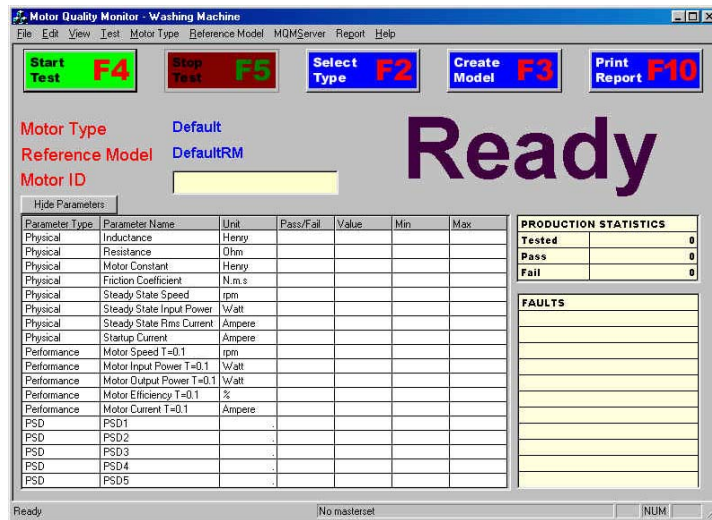 Motor Quality Monitor - Washing Machine
File Edit View Test Motor Type Reference Model MQMServer Report Help
Start Test F4
Stop Test F5
Select Type F2
Create Model F3
Print Report F10
Motor Type Default
Reference Model DefaultRM
Motor ID
Ready
Hide Parameters
Parameter Type Parameter Name Unit Pass/Fail Value Min Max
Physical Inductance Henry
Physical Resistance Ohm
Physical Motor Constant Henry
Physical Friction Coefficient N.m.s
Physical Steady State Speed rpm
Physical Steady State Input Power Watt
Physical Steady State Rms Current Ampere
Physical Startup Current Ampere
Performance Motor Speed T=0.1 rpm
Performance Motor Input Power T=0.1 Watt
Performance Motor Output Power T=0.1 Watt
Performance Motor Efficiency T=0.1 %
Performance Motor Current T=0.1 Ampere
PSD PSD1 .
PSD PSD2 .
PSD PSD3 .
PSD PSD4 .
PSD PSD5 .
PRODUCTION STATISTICS
Tested 0
Pass 0
Fail 0
FAULTS
Ready No masterset NUM